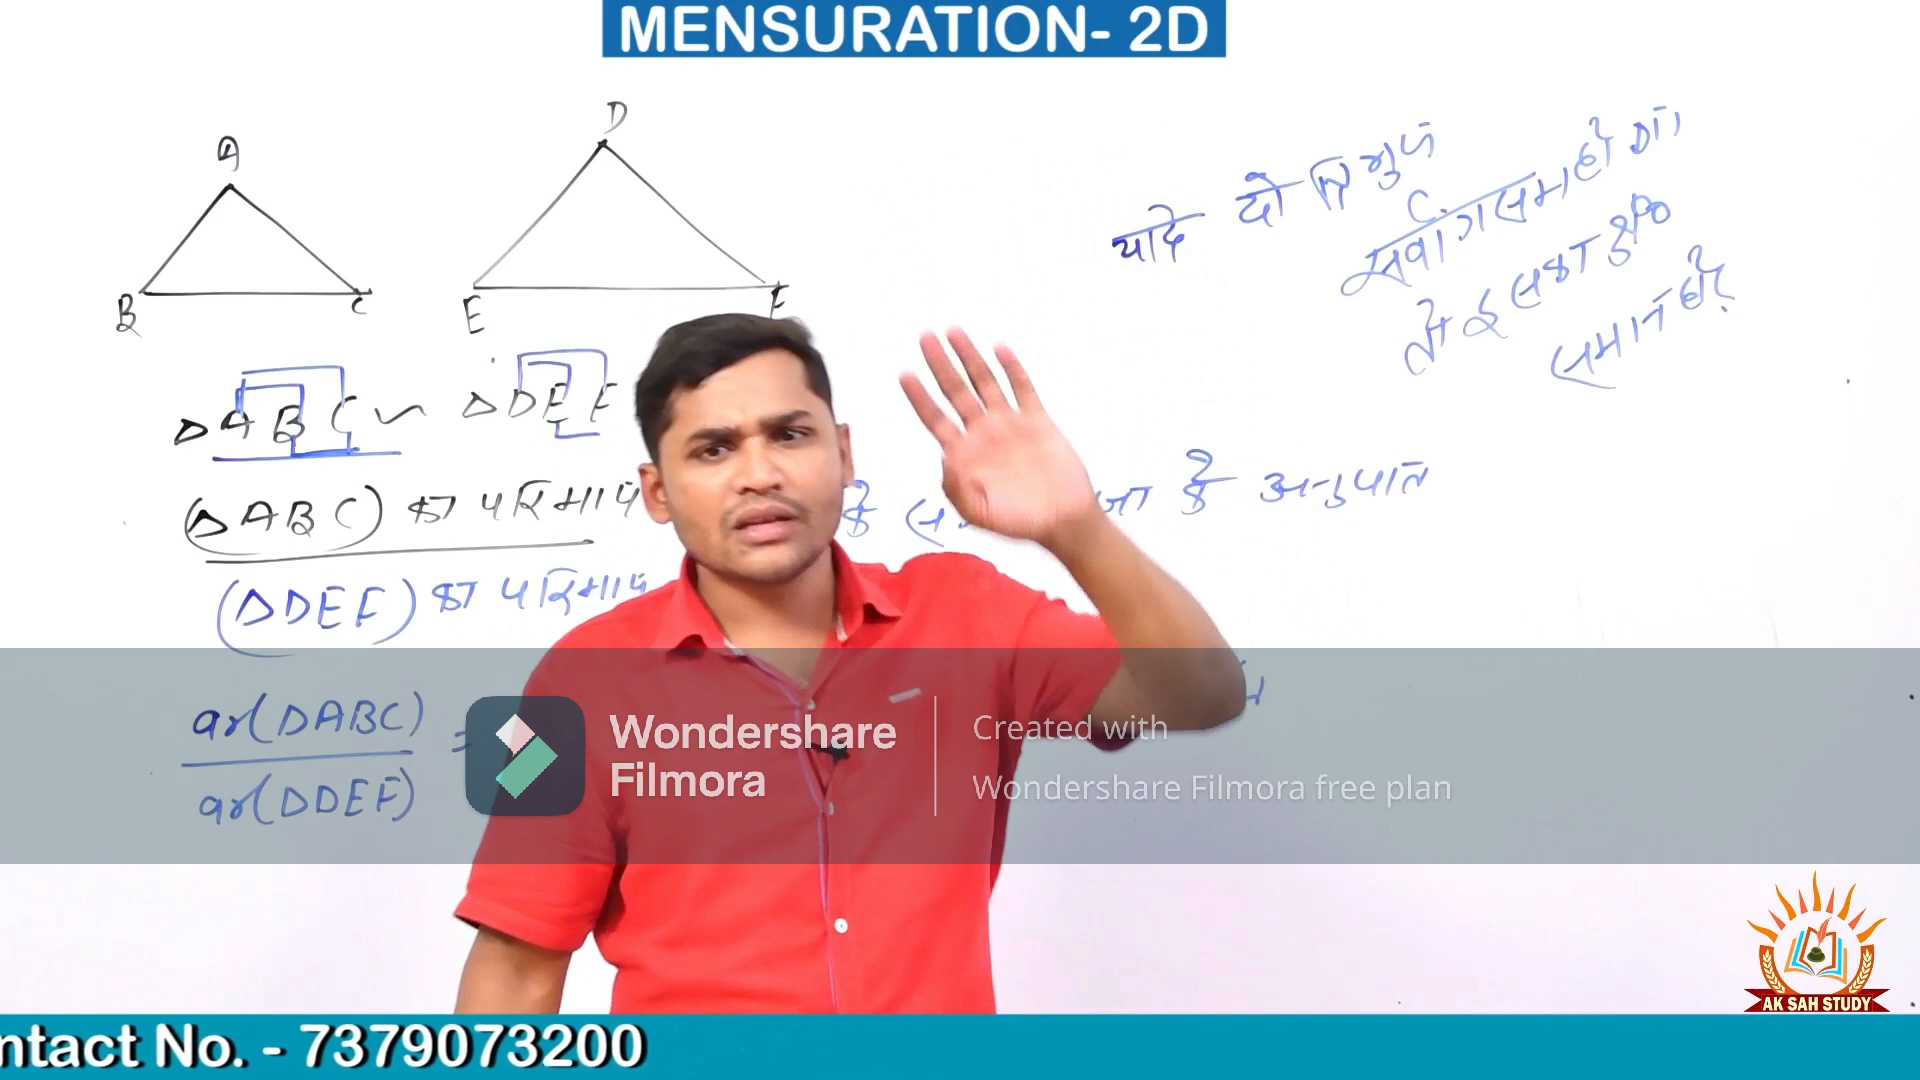 MENSURATION- 2D
A
D
B
C
E
F
यदि दो त्रिभुज
सर्वांगसम हो तो
समान हो
ΔABC ~ ΔDEF
(ΔABC) का परिमाप
के
के अनुपात
(ΔDEF) का परिमाप
ar(ΔABC)
=
ar(ΔDEF)
Wondershare
Filmora
Created with
Wondershare Filmora free plan
AK SAH STUDY
ntact No. - 7379073200